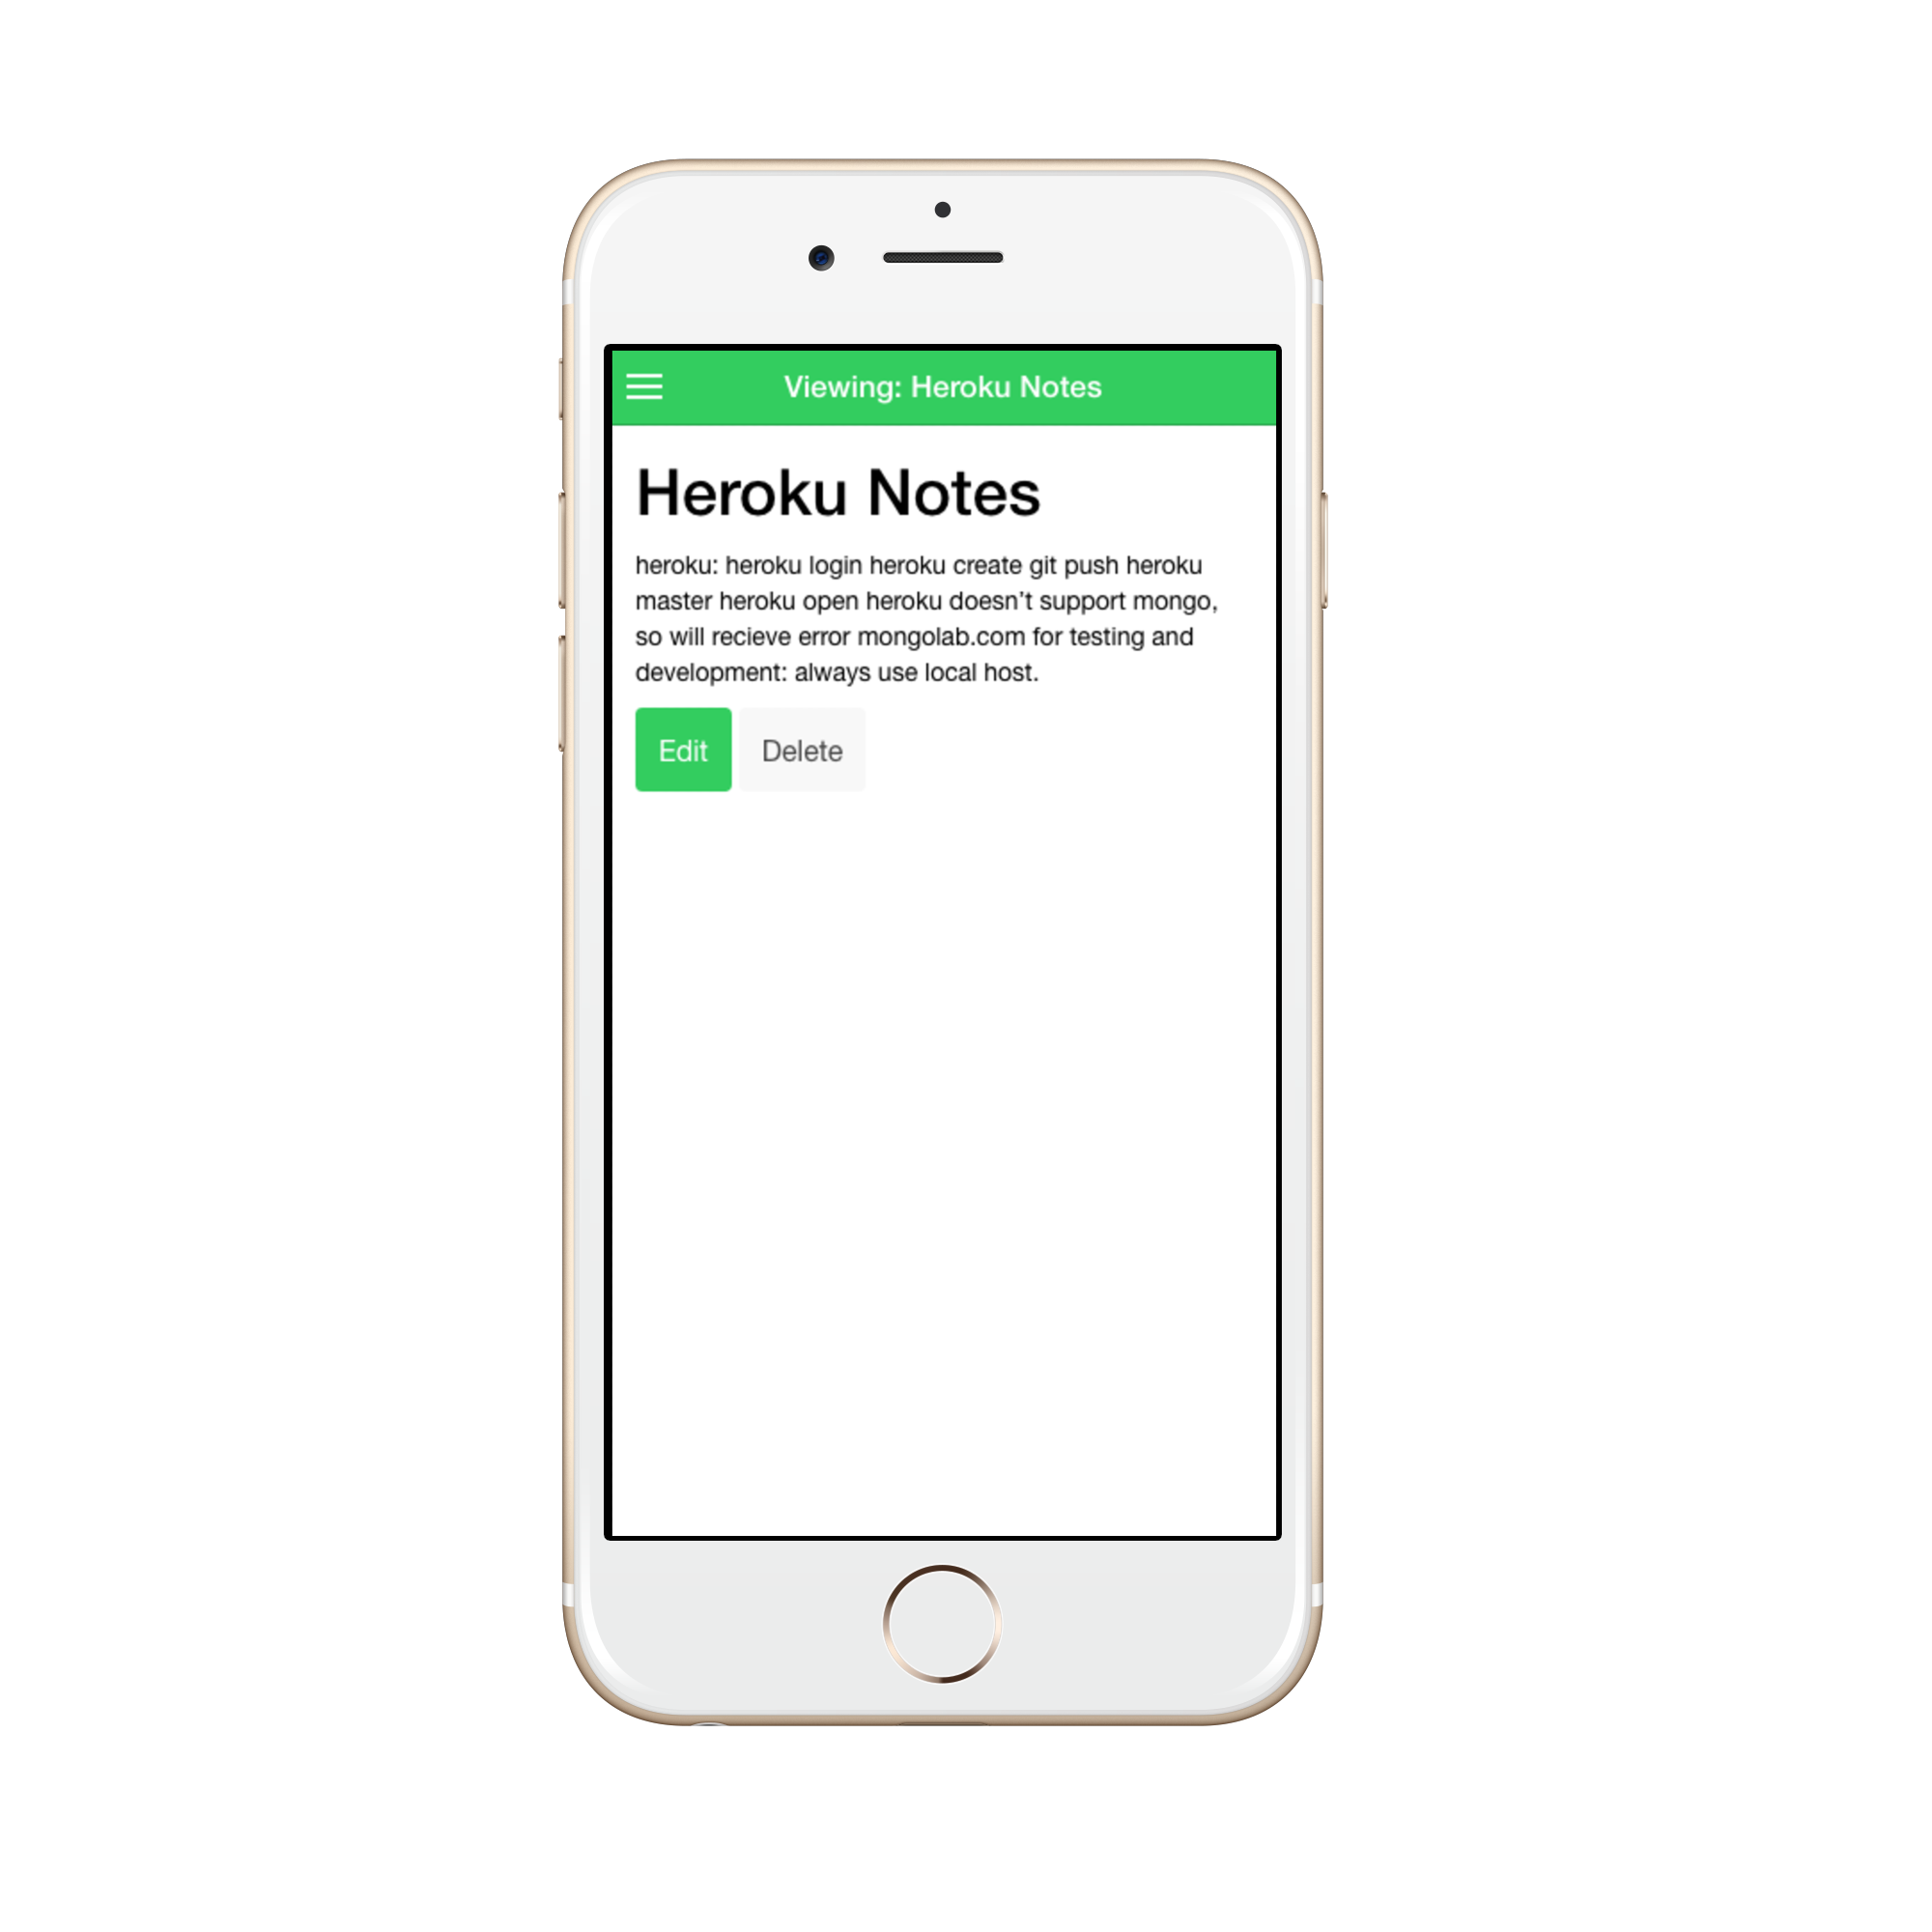 Viewing: Heroku Notes
Heroku Notes
heroku: heroku login heroku create git push heroku
master heroku open heroku doesn’t support mongo,
so will recieve error mongolab.com for testing and
development: always use local host.
Edit Delete